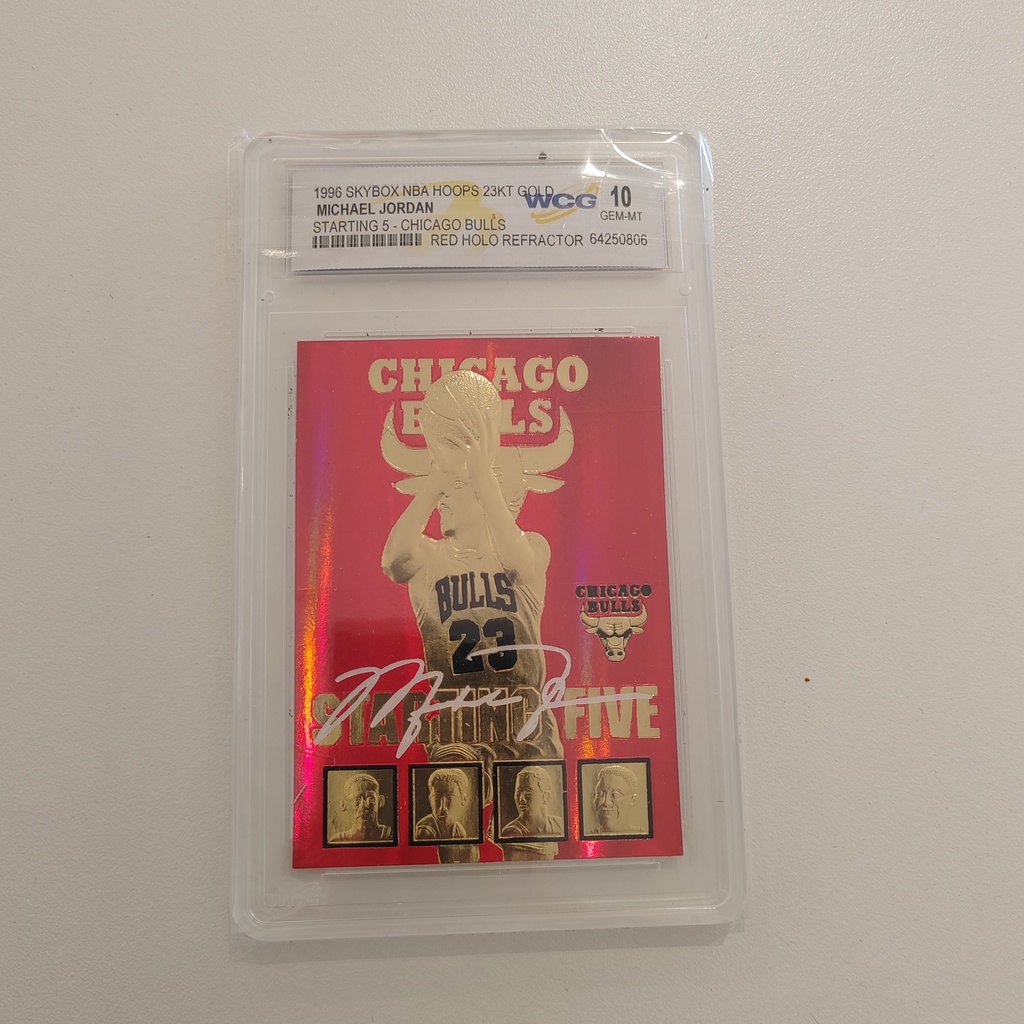 1996 SKYBOX NBA HOOPS 23KT GOLD
MICHAEL JORDAN
STARTING 5 - CHICAGO BULLS
RED HOLO REFRACTOR
WCG 10
GEM-MT
64250806
CHICAGO
BULLS
BULLS
23
CHICAGO
BULLS
STARTING FIVE